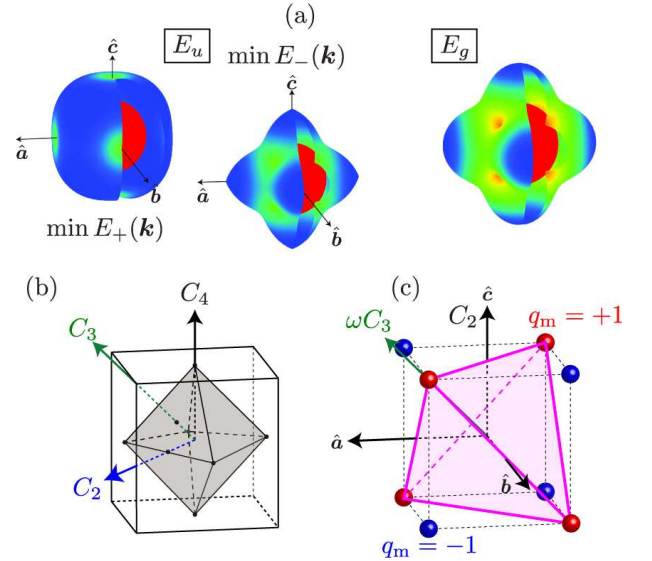 (a)
E_u
min E_−(k)
E_g
ĉ
ĉ
â
â
b̂
b̂
min E_+(k)
(b)
C_4
C_3
C_2
(c)
ĉ
C_2
q_m = +1
ωC_3
â
b̂
q_m = −1